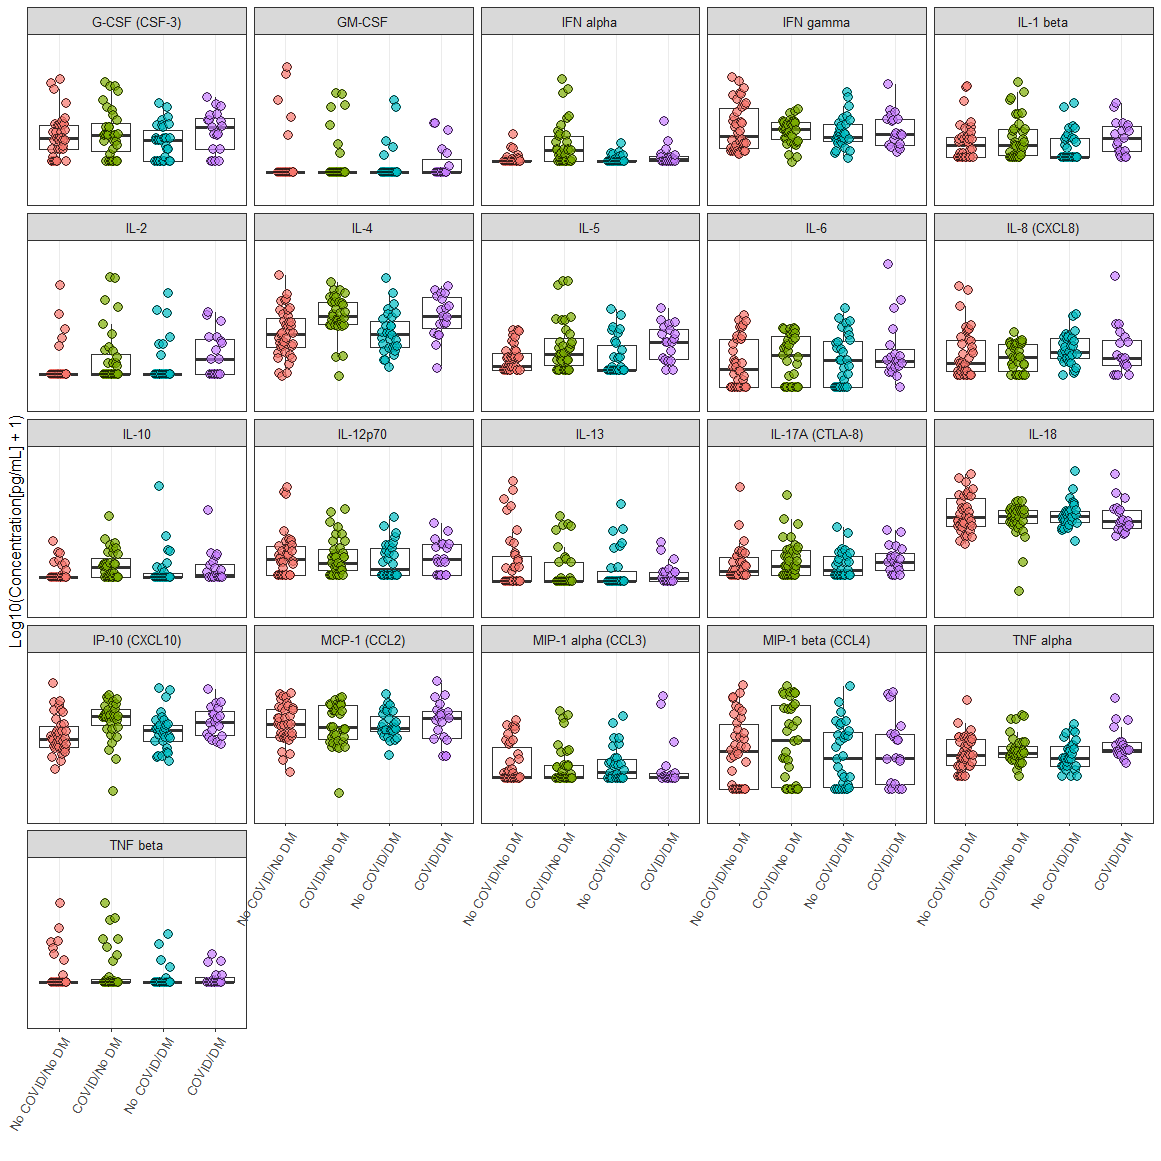 G-CSF (CSF-3)
GM-CSF
IFN alpha
IFN gamma
IL-1 beta
IL-2
IL-4
IL-5
IL-6
IL-8 (CXCL8)
IL-10
IL-12p70
IL-13
IL-17A (CTLA-8)
IL-18
IP-10 (CXCL10)
MCP-1 (CCL2)
MIP-1 alpha (CCL3)
MIP-1 beta (CCL4)
TNF alpha
TNF beta
Log10(Concentration[pg/mL] + 1)
No COVID/No DM
COVID/No DM
No COVID/DM
COVID/DM
No COVID/No DM
COVID/No DM
No COVID/DM
COVID/DM
No COVID/No DM
COVID/No DM
No COVID/DM
COVID/DM
No COVID/No DM
COVID/No DM
No COVID/DM
COVID/DM
No COVID/No DM
COVID/No DM
No COVID/DM
COVID/DM